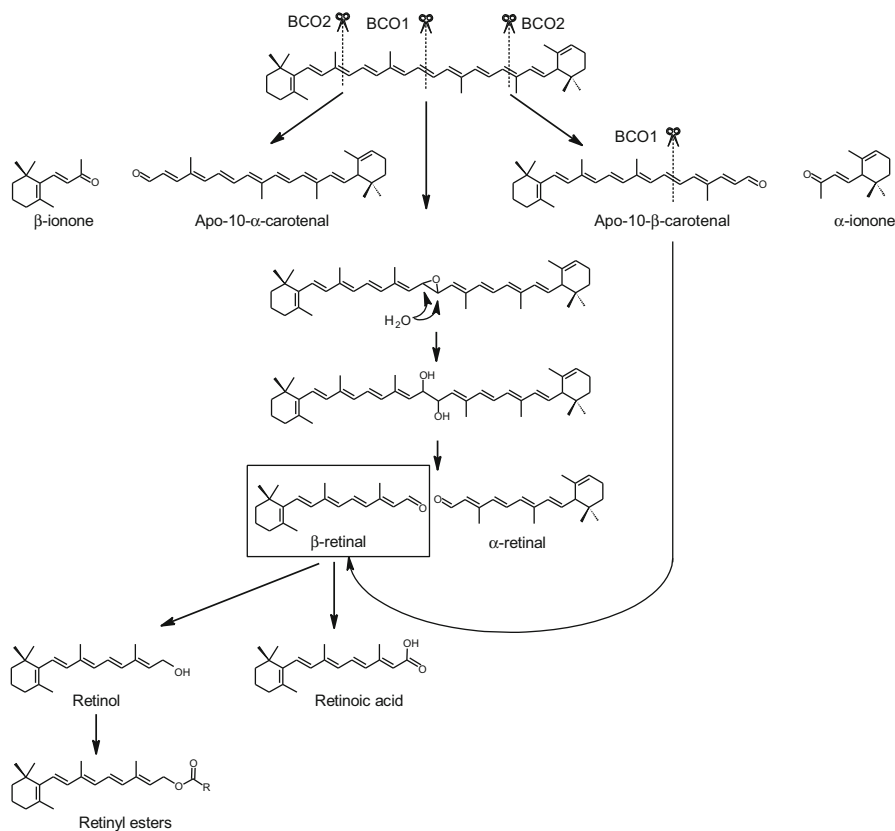 BCO2 BCO1 BCO2
BCO1
O
O
O
O
β-ionone
Apo-10-α-carotenal
Apo-10-β-carotenal
α-ionone
O
H₂O
OH
OH
O
O
β-retinal
α-retinal
OH
OH
O
Retinol
Retinoic acid
O
O
R
Retinyl esters